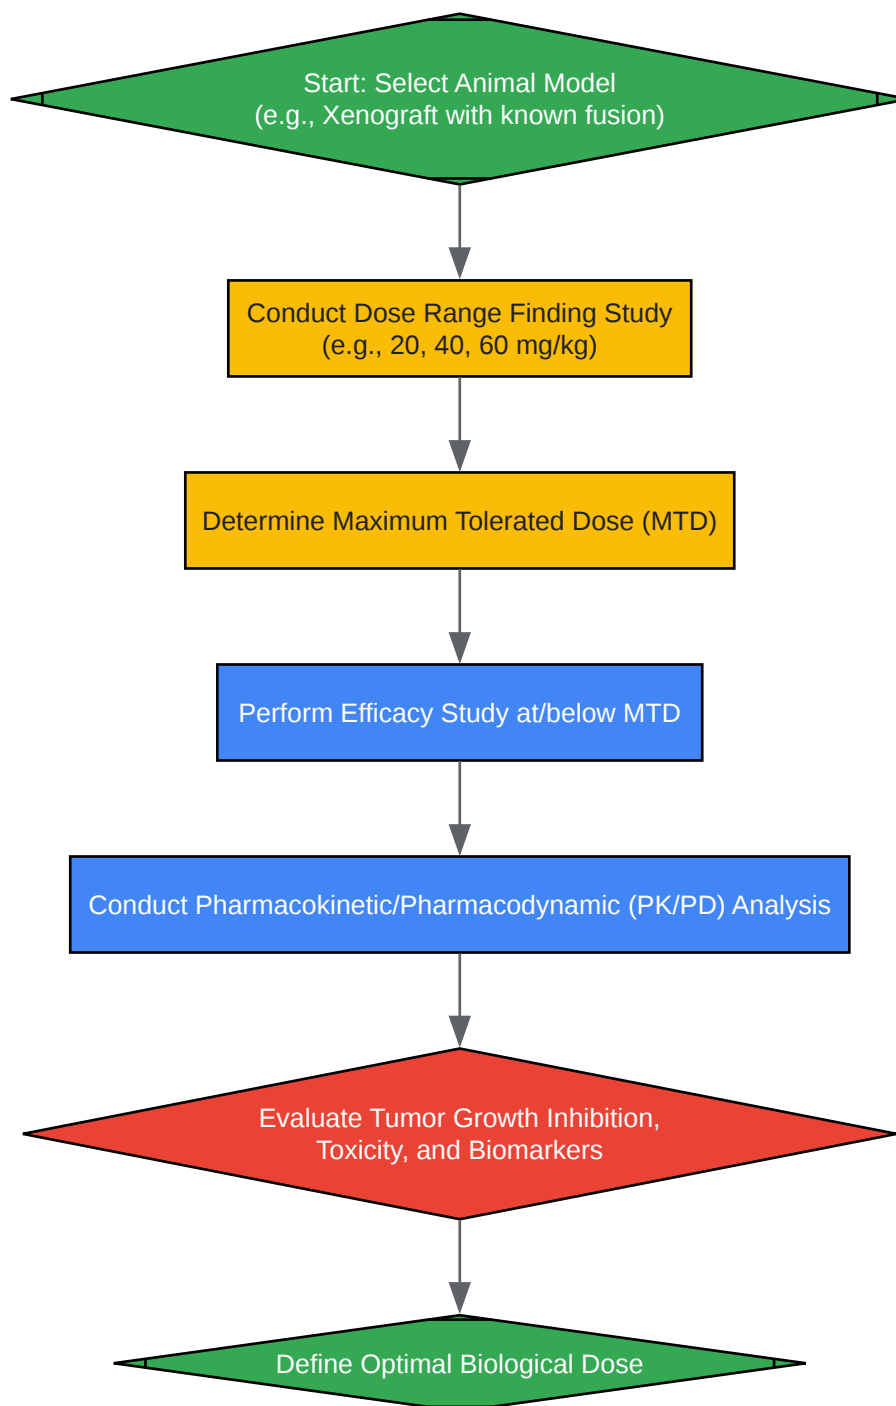 Start: Select Animal Model
(e.g., Xenograft with known fusion)
Conduct Dose Range Finding Study
(e.g., 20, 40, 60 mg/kg)
Determine Maximum Tolerated Dose (MTD)
Perform Efficacy Study at/below MTD
Conduct Pharmacokinetic/Pharmacodynamic (PK/PD) Analysis
Evaluate Tumor Growth Inhibition,
Toxicity, and Biomarkers
Define Optimal Biological Dose